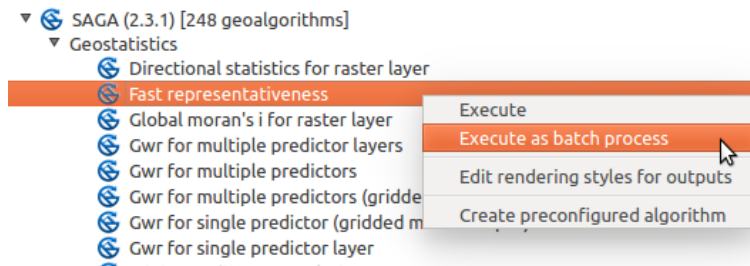 SAGA (2.3.1) [248 geoalgorithms]
Geostatistics
Directional statistics for raster layer
Fast representativeness
Global moran's i for raster layer
Gwr for multiple predictor layers
Gwr for multiple predictors
Gwr for multiple predictors (gridde
Gwr for single predictor (gridded m
Gwr for single predictor layer
Execute
Execute as batch process
Edit rendering styles for outputs
Create preconfigured algorithm